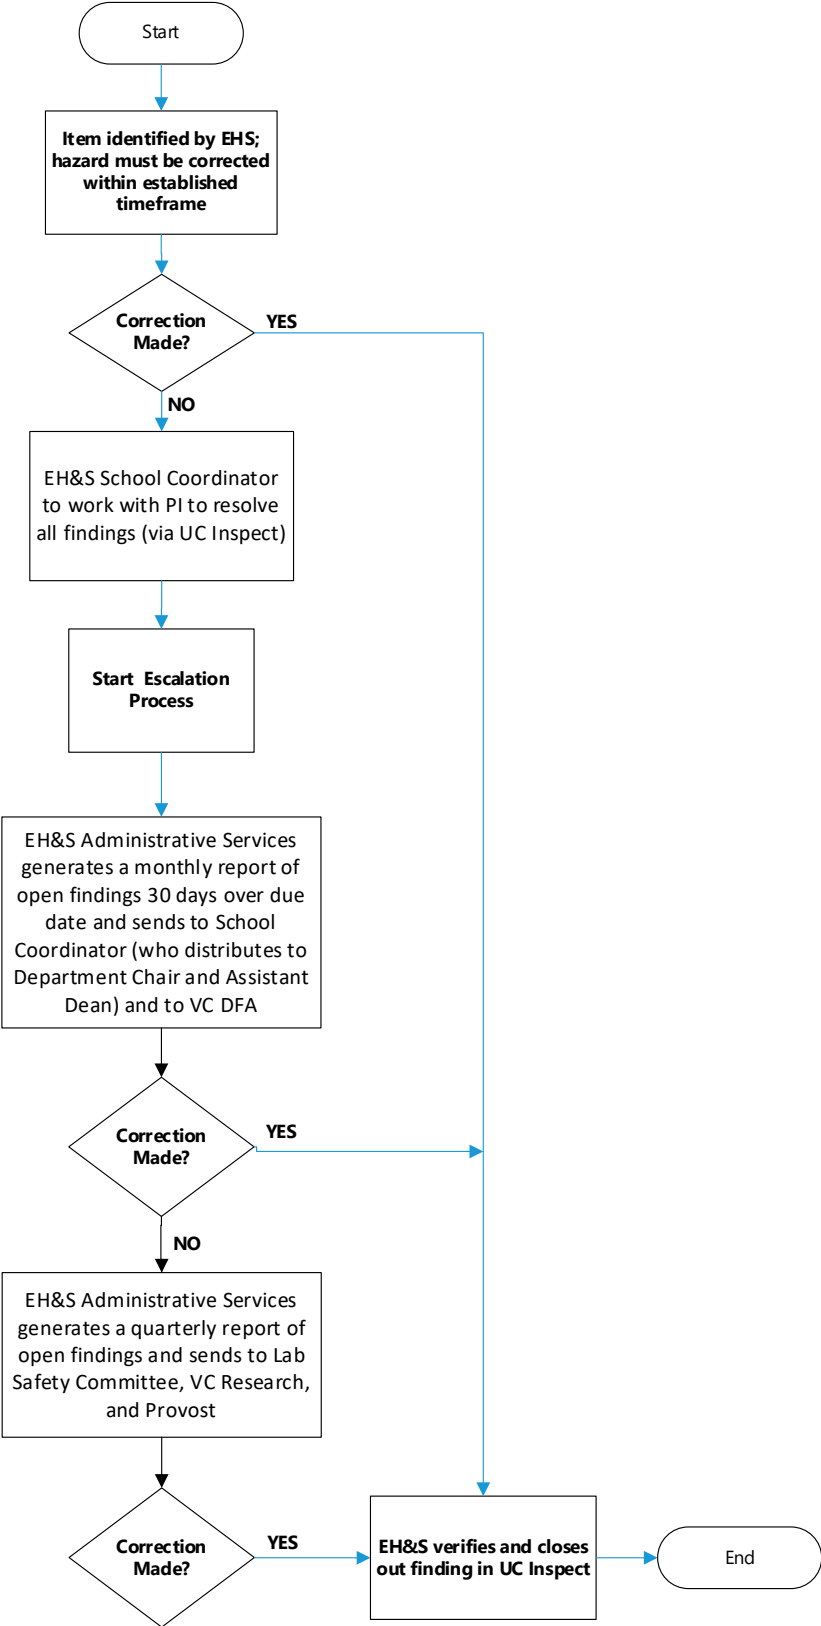 Start
Item identified by EHS;
hazard must be corrected
within established
timeframe
Correction
Made?
YES
NO
EH&S School Coordinator
to work with PI to resolve
all findings (via UC Inspect)
Start Escalation
Process
EH&S Administrative Services
generates a monthly report of
open findings 30 days over due
date and sends to School
Coordinator (who distributes to
Department Chair and Assistant
Dean) and to VC DFA
Correction
Made?
YES
NO
EH&S Administrative Services
generates a quarterly report of
open findings and sends to Lab
Safety Committee, VC Research,
and Provost
Correction
Made?
YES
EH&S verifies and closes
out finding in UC Inspect
End